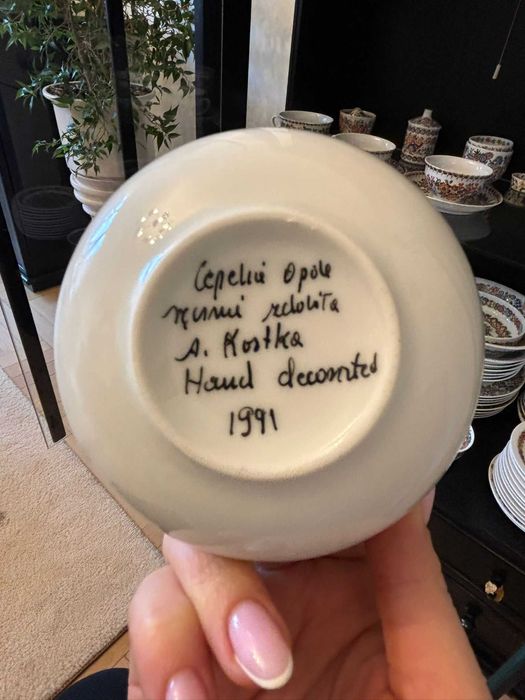 Cepelia Opole
ręcznie zdobiła
A. Kostka
Hand decorated
1991